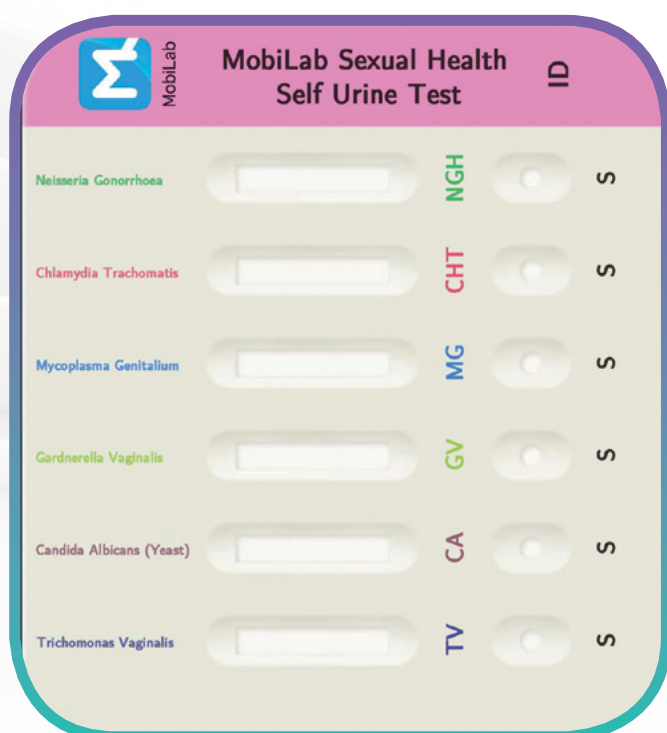 MobiLab
MobiLab Sexual Health
Self Urine Test
ID
Neisseria Gonorrhoea
NGH
S
Chlamydia Trachomatis
CHT
S
Mycoplasma Genitalium
MG
S
Gardnerella Vaginalis
GV
S
Candida Albicans (Yeast)
CA
S
Trichomonas Vaginalis
TV
S